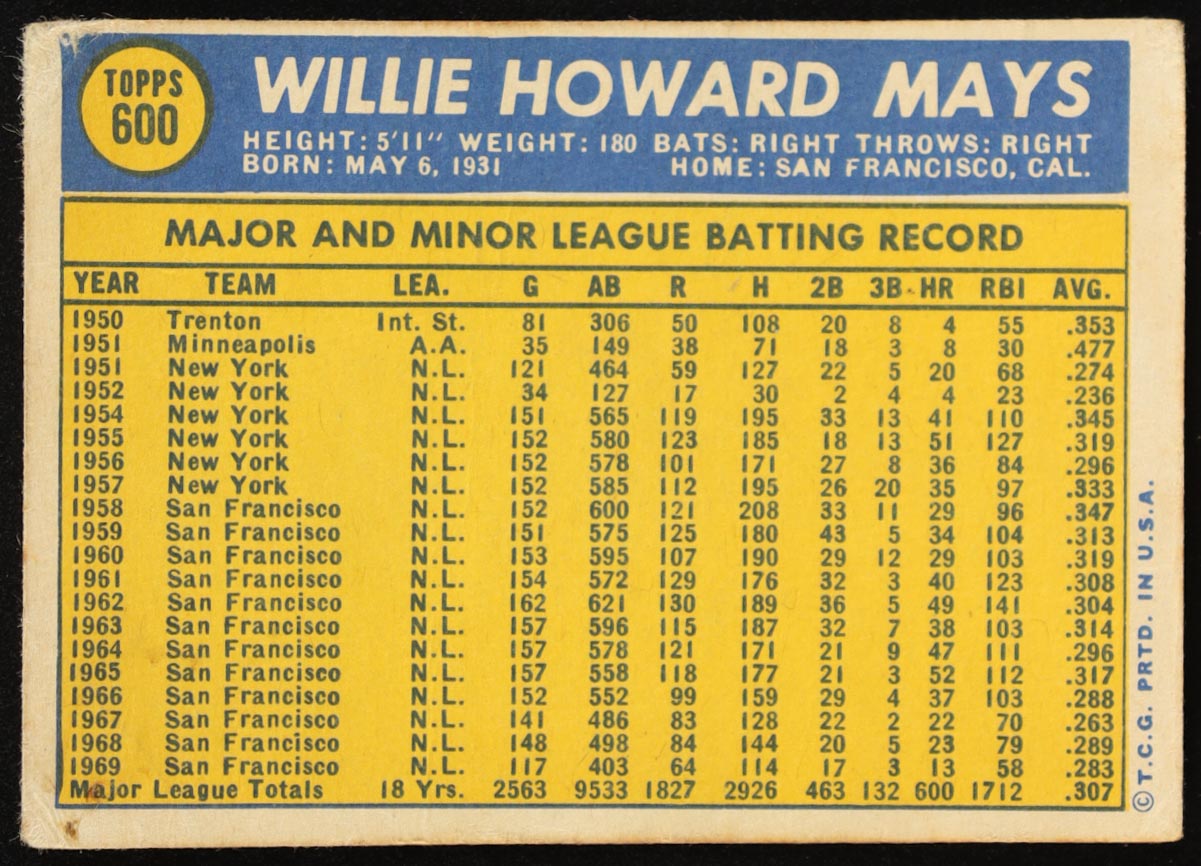 TOPPS
600
WILLIE HOWARD MAYS
HEIGHT: 5'11" WEIGHT: 180 BATS: RIGHT THROWS: RIGHT
BORN: MAY 6, 1931 HOME: SAN FRANCISCO, CAL.
MAJOR AND MINOR LEAGUE BATTING RECORD
YEAR TEAM LEA. G AB R H 2B 3B HR RBI AVG.
1950 Trenton Int. St. 81 306 50 108 20 8 4 55 .353
1951 Minneapolis A.A. 35 149 38 71 18 3 8 30 .477
1951 New York N.L. 121 464 59 127 22 5 20 68 .274
1952 New York N.L. 34 127 17 30 2 4 4 23 .236
1954 New York N.L. 151 565 119 195 33 13 41 110 .345
1955 New York N.L. 152 580 123 185 18 13 51 127 .319
1956 New York N.L. 152 578 101 171 27 8 36 84 .296
1957 New York N.L. 152 585 112 195 26 20 35 97 .333
1958 San Francisco N.L. 152 600 121 208 33 11 29 96 .347
1959 San Francisco N.L. 151 575 125 180 43 5 34 104 .313
1960 San Francisco N.L. 153 595 107 190 29 12 29 103 .319
1961 San Francisco N.L. 154 572 129 176 32 3 40 123 .308
1962 San Francisco N.L. 162 621 130 189 36 5 49 141 .304
1963 San Francisco N.L. 157 596 115 187 32 7 38 103 .314
1964 San Francisco N.L. 157 578 121 171 21 9 47 111 .296
1965 San Francisco N.L. 157 558 118 177 21 3 52 112 .317
1966 San Francisco N.L. 152 552 99 159 29 4 37 103 .288
1967 San Francisco N.L. 141 486 83 128 22 2 22 70 .263
1968 San Francisco N.L. 148 498 84 144 20 5 23 79 .289
1969 San Francisco N.L. 117 403 64 114 17 3 13 58 .283
Major League Totals 18 Yrs. 2563 9533 1827 2926 463 132 600 1712 .307
© T.C.G. PRTD. IN U.S.A.